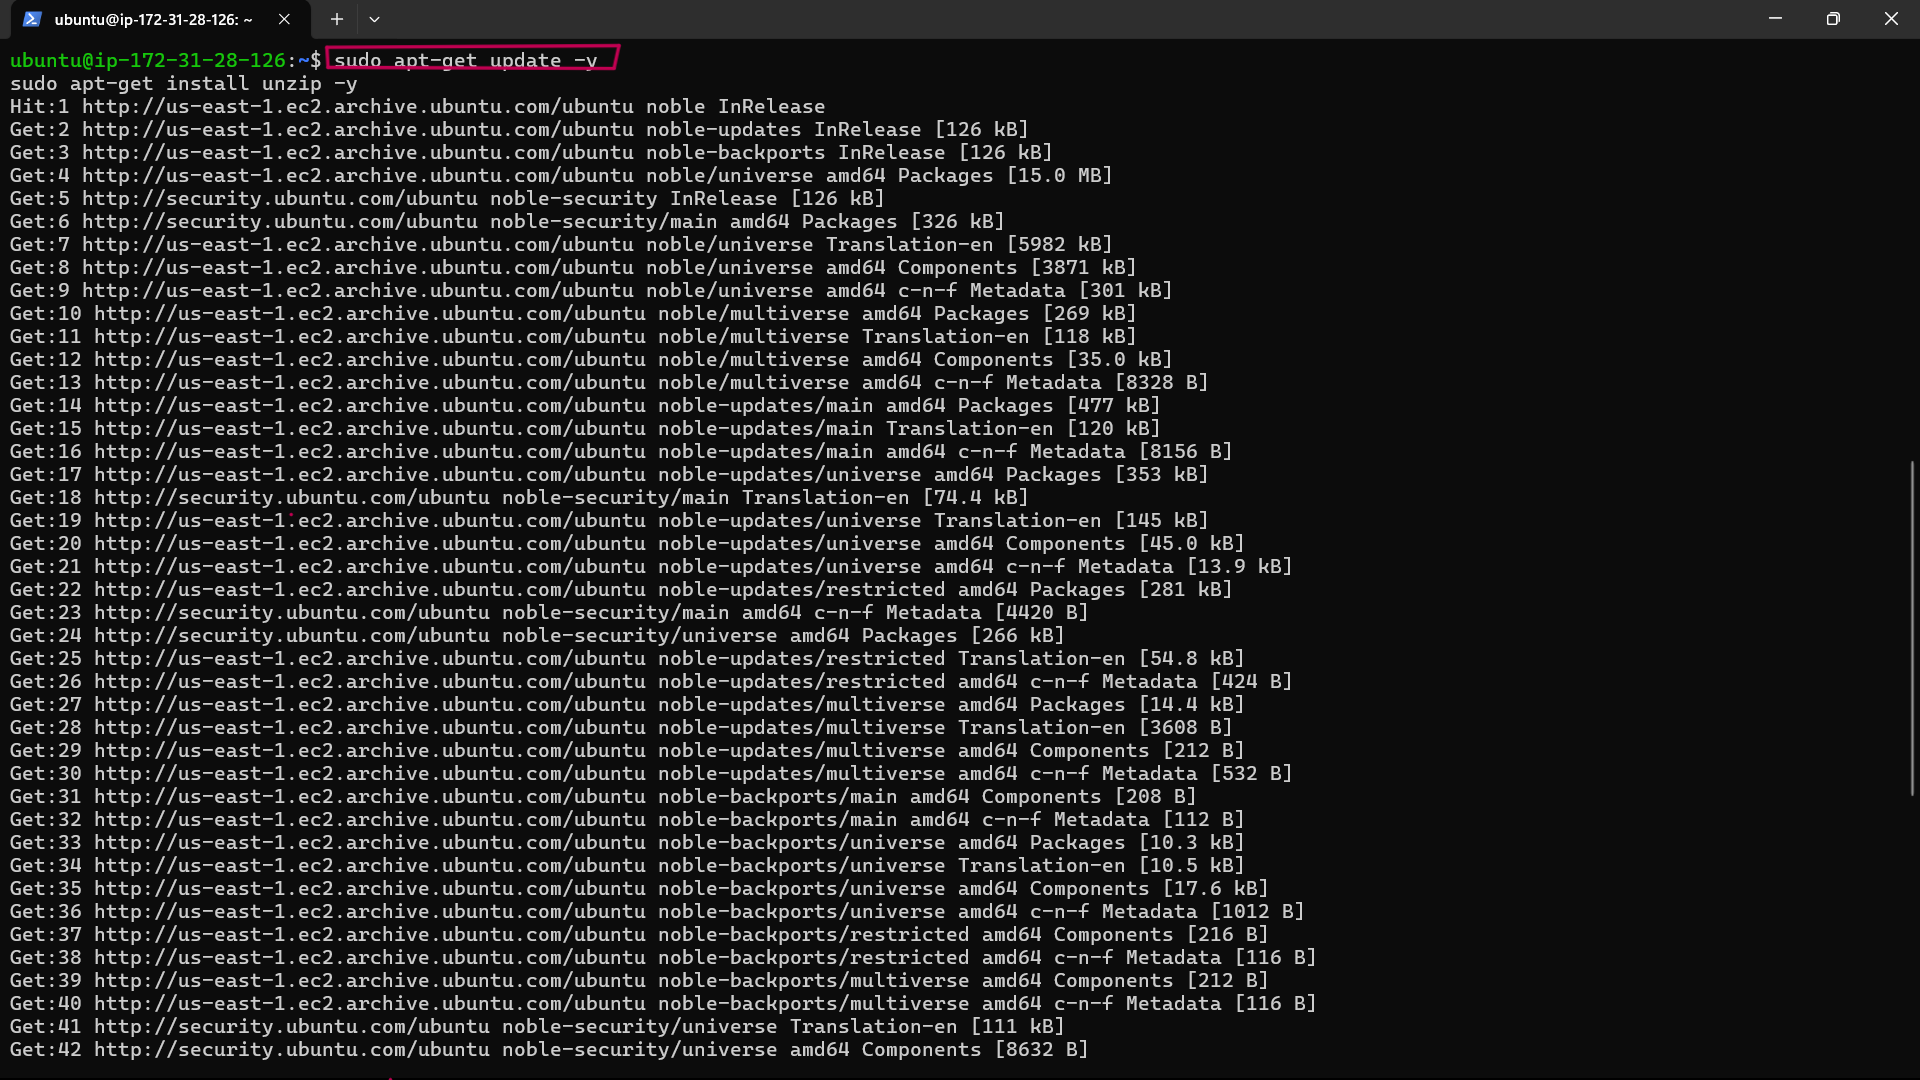 ubuntu@ip-172-31-28-126: ~
ubuntu@ip-172-31-28-126:~$ sudo apt-get update -y
sudo apt-get install unzip -y
Hit:1 http://us-east-1.ec2.archive.ubuntu.com/ubuntu noble InRelease
Get:2 http://us-east-1.ec2.archive.ubuntu.com/ubuntu noble-updates InRelease [126 kB]
Get:3 http://us-east-1.ec2.archive.ubuntu.com/ubuntu noble-backports InRelease [126 kB]
Get:4 http://us-east-1.ec2.archive.ubuntu.com/ubuntu noble/universe amd64 Packages [15.0 MB]
Get:5 http://security.ubuntu.com/ubuntu noble-security InRelease [126 kB]
Get:6 http://security.ubuntu.com/ubuntu noble-security/main amd64 Packages [326 kB]
Get:7 http://us-east-1.ec2.archive.ubuntu.com/ubuntu noble/universe Translation-en [5982 kB]
Get:8 http://us-east-1.ec2.archive.ubuntu.com/ubuntu noble/universe amd64 Components [3871 kB]
Get:9 http://us-east-1.ec2.archive.ubuntu.com/ubuntu noble/universe amd64 c-n-f Metadata [301 kB]
Get:10 http://us-east-1.ec2.archive.ubuntu.com/ubuntu noble/multiverse amd64 Packages [269 kB]
Get:11 http://us-east-1.ec2.archive.ubuntu.com/ubuntu noble/multiverse Translation-en [118 kB]
Get:12 http://us-east-1.ec2.archive.ubuntu.com/ubuntu noble/multiverse amd64 Components [35.0 kB]
Get:13 http://us-east-1.ec2.archive.ubuntu.com/ubuntu noble/multiverse amd64 c-n-f Metadata [8328 B]
Get:14 http://us-east-1.ec2.archive.ubuntu.com/ubuntu noble-updates/main amd64 Packages [477 kB]
Get:15 http://us-east-1.ec2.archive.ubuntu.com/ubuntu noble-updates/main Translation-en [120 kB]
Get:16 http://us-east-1.ec2.archive.ubuntu.com/ubuntu noble-updates/main amd64 c-n-f Metadata [8156 B]
Get:17 http://us-east-1.ec2.archive.ubuntu.com/ubuntu noble-updates/universe amd64 Packages [353 kB]
Get:18 http://security.ubuntu.com/ubuntu noble-security/main Translation-en [74.4 kB]
Get:19 http://us-east-1.ec2.archive.ubuntu.com/ubuntu noble-updates/universe Translation-en [145 kB]
Get:20 http://us-east-1.ec2.archive.ubuntu.com/ubuntu noble-updates/universe amd64 Components [45.0 kB]
Get:21 http://us-east-1.ec2.archive.ubuntu.com/ubuntu noble-updates/universe amd64 c-n-f Metadata [13.9 kB]
Get:22 http://us-east-1.ec2.archive.ubuntu.com/ubuntu noble-updates/restricted amd64 Packages [281 kB]
Get:23 http://security.ubuntu.com/ubuntu noble-security/main amd64 c-n-f Metadata [4420 B]
Get:24 http://security.ubuntu.com/ubuntu noble-security/universe amd64 Packages [266 kB]
Get:25 http://us-east-1.ec2.archive.ubuntu.com/ubuntu noble-updates/restricted Translation-en [54.8 kB]
Get:26 http://us-east-1.ec2.archive.ubuntu.com/ubuntu noble-updates/restricted amd64 c-n-f Metadata [424 B]
Get:27 http://us-east-1.ec2.archive.ubuntu.com/ubuntu noble-updates/multiverse amd64 Packages [14.4 kB]
Get:28 http://us-east-1.ec2.archive.ubuntu.com/ubuntu noble-updates/multiverse Translation-en [3608 B]
Get:29 http://us-east-1.ec2.archive.ubuntu.com/ubuntu noble-updates/multiverse amd64 Components [212 B]
Get:30 http://us-east-1.ec2.archive.ubuntu.com/ubuntu noble-updates/multiverse amd64 c-n-f Metadata [532 B]
Get:31 http://us-east-1.ec2.archive.ubuntu.com/ubuntu noble-backports/main amd64 Components [208 B]
Get:32 http://us-east-1.ec2.archive.ubuntu.com/ubuntu noble-backports/main amd64 c-n-f Metadata [112 B]
Get:33 http://us-east-1.ec2.archive.ubuntu.com/ubuntu noble-backports/universe amd64 Packages [10.3 kB]
Get:34 http://us-east-1.ec2.archive.ubuntu.com/ubuntu noble-backports/universe Translation-en [10.5 kB]
Get:35 http://us-east-1.ec2.archive.ubuntu.com/ubuntu noble-backports/universe amd64 Components [17.6 kB]
Get:36 http://us-east-1.ec2.archive.ubuntu.com/ubuntu noble-backports/universe amd64 c-n-f Metadata [1012 B]
Get:37 http://us-east-1.ec2.archive.ubuntu.com/ubuntu noble-backports/restricted amd64 Components [216 B]
Get:38 http://us-east-1.ec2.archive.ubuntu.com/ubuntu noble-backports/restricted amd64 c-n-f Metadata [116 B]
Get:39 http://us-east-1.ec2.archive.ubuntu.com/ubuntu noble-backports/multiverse amd64 Components [212 B]
Get:40 http://us-east-1.ec2.archive.ubuntu.com/ubuntu noble-backports/multiverse amd64 c-n-f Metadata [116 B]
Get:41 http://security.ubuntu.com/ubuntu noble-security/universe Translation-en [111 kB]
Get:42 http://security.ubuntu.com/ubuntu noble-security/universe amd64 Components [8632 B]